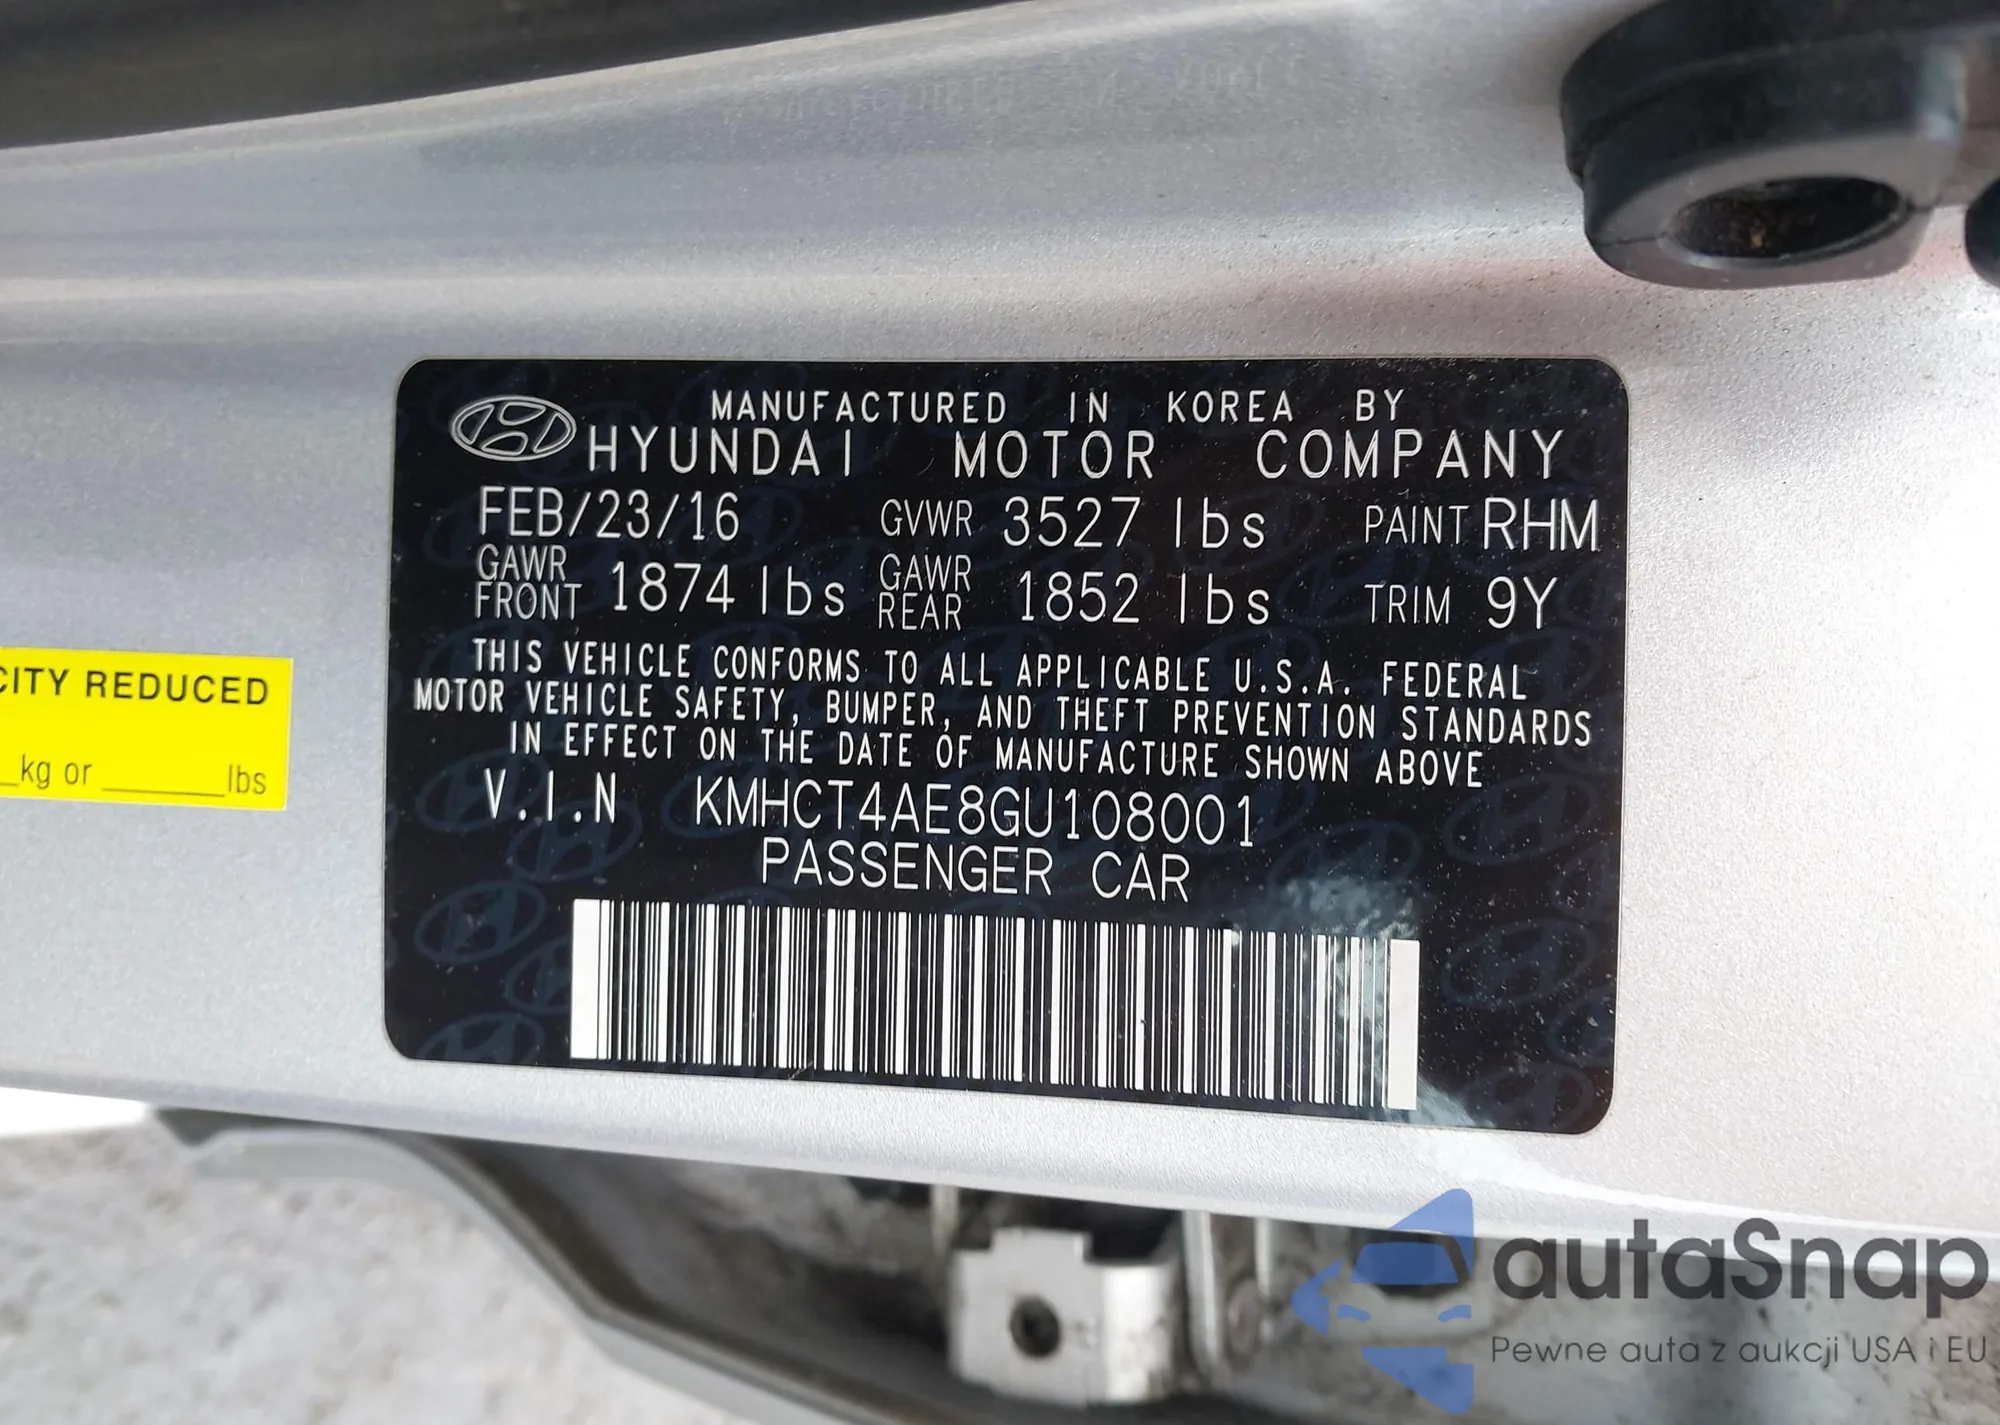 MANUFACTURED IN KOREA BY
HYUNDAI MOTOR COMPANY
FEB/23/16 GVWR 3527 lbs PAINT RHM
GAWR FRONT 1874 lbs GAWR REAR 1852 lbs TRIM 9Y
THIS VEHICLE CONFORMS TO ALL APPLICABLE U.S.A. FEDERAL
MOTOR VEHICLE SAFETY, BUMPER, AND THEFT PREVENTION STANDARDS
IN EFFECT ON THE DATE OF MANUFACTURE SHOWN ABOVE
V.I.N KMHCT4AE8GU108001
PASSENGER CAR
CITY REDUCED
kg or ______lbs
autaSnap
Pewne auta z aukcji USA i EU